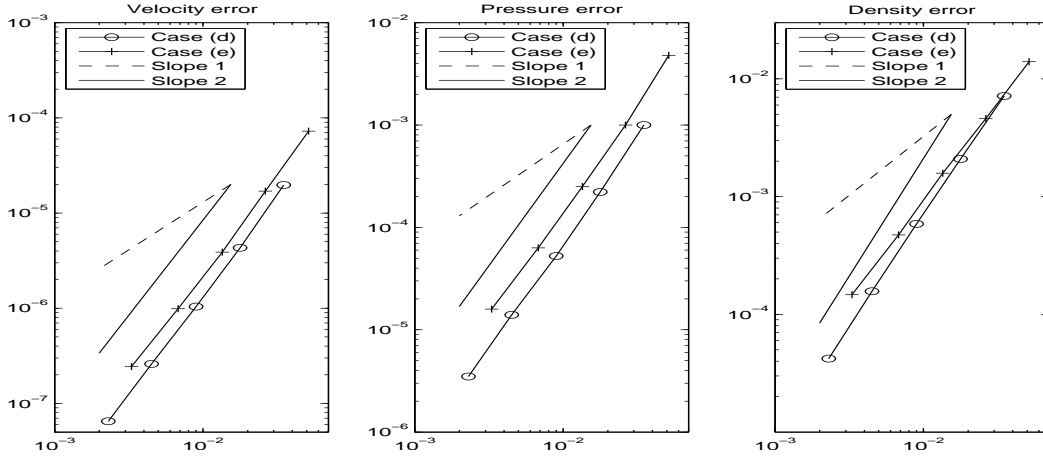 Velocity error
10^-3
10^-4
10^-5
10^-6
10^-7
10^-3
10^-2
Case (d)
Case (e)
Slope 1
Slope 2
Pressure error
10^-2
10^-3
10^-4
10^-5
10^-6
10^-3
10^-2
Case (d)
Case (e)
Slope 1
Slope 2
Density error
10^-2
10^-3
10^-4
10^-3
10^-2
Case (d)
Case (e)
Slope 1
Slope 2